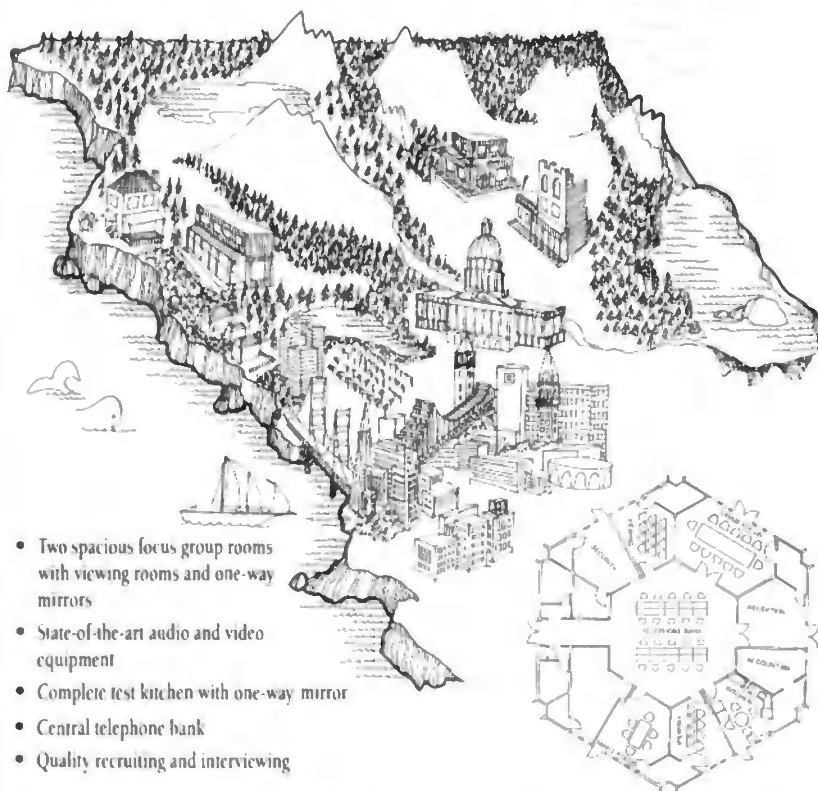 • Two spacious focus group rooms
with viewing rooms and one-way
mirrors
• State-of-the-art audio and video
equipment
• Complete test kitchen with one-way mirror
• Central telephone bank
• Quality recruiting and interviewing
RECEPTION